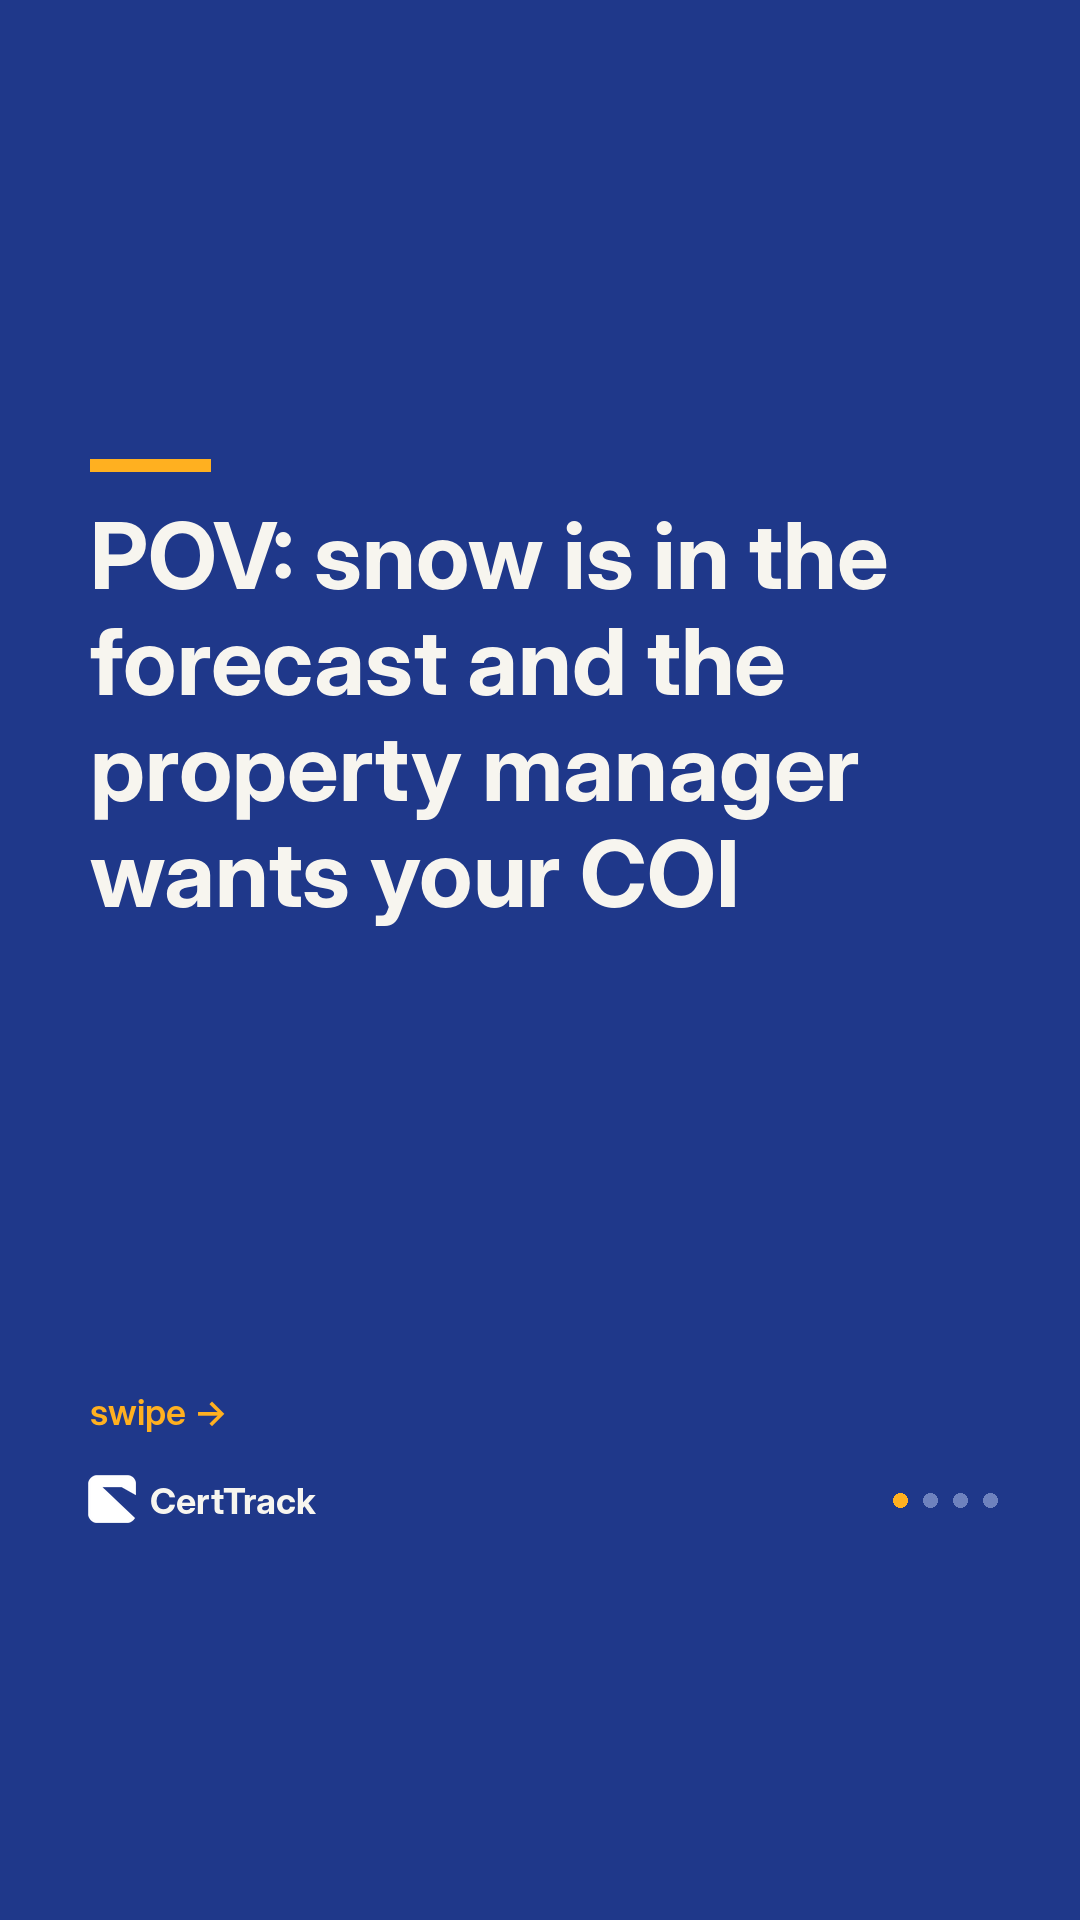 POV: snow is in the
forecast and the
property manager
wants your COI
swipe →
CertTrack